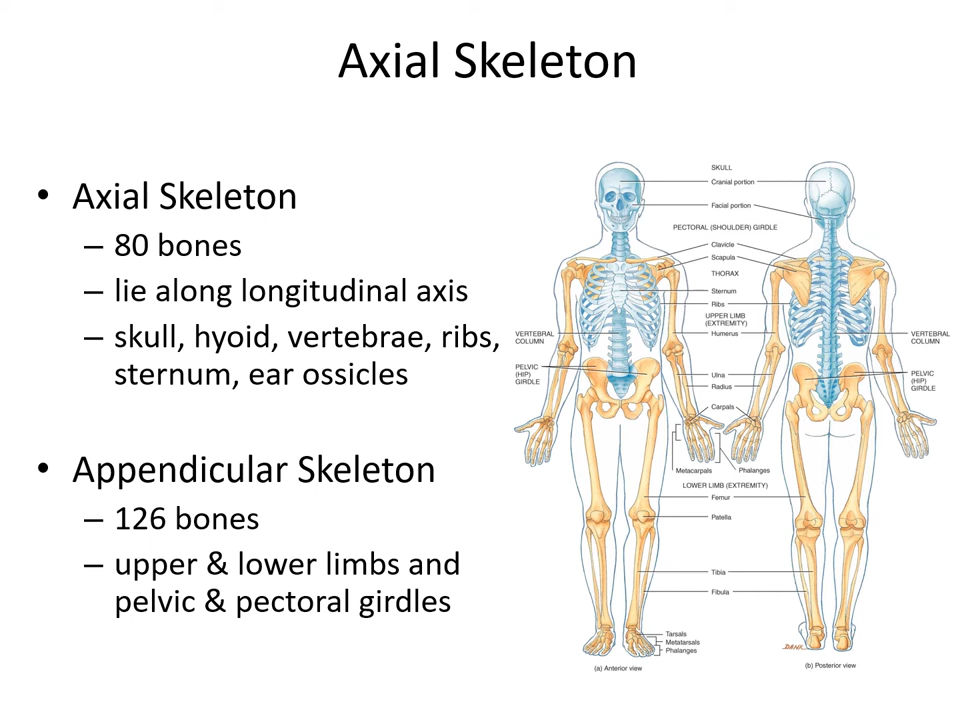 Axial Skeleton
• Axial Skeleton
– 80 bones
– lie along longitudinal axis
– skull, hyoid, vertebrae, ribs,
sternum, ear ossicles
• Appendicular Skeleton
– 126 bones
– upper & lower limbs and
pelvic & pectoral girdles
SKULL
Cranial portion
Facial portion
PECTORAL (SHOULDER) GIRDLE
Clavicle
Scapula
THORAX
Sternum
Ribs
UPPER LIMB
(EXTREMITY)
Humerus
VERTEBRAL
COLUMN
VERTEBRAL
COLUMN
PELVIC
(HIP)
GIRDLE
PELVIC
(HIP)
GIRDLE
Ulna
Radius
Carpals
Metacarpals
Phalanges
LOWER LIMB (EXTREMITY)
Femur
Patella
Tibia
Fibula
Tarsals
Metatarsals
Phalanges
(a) Anterior view
(b) Posterior view